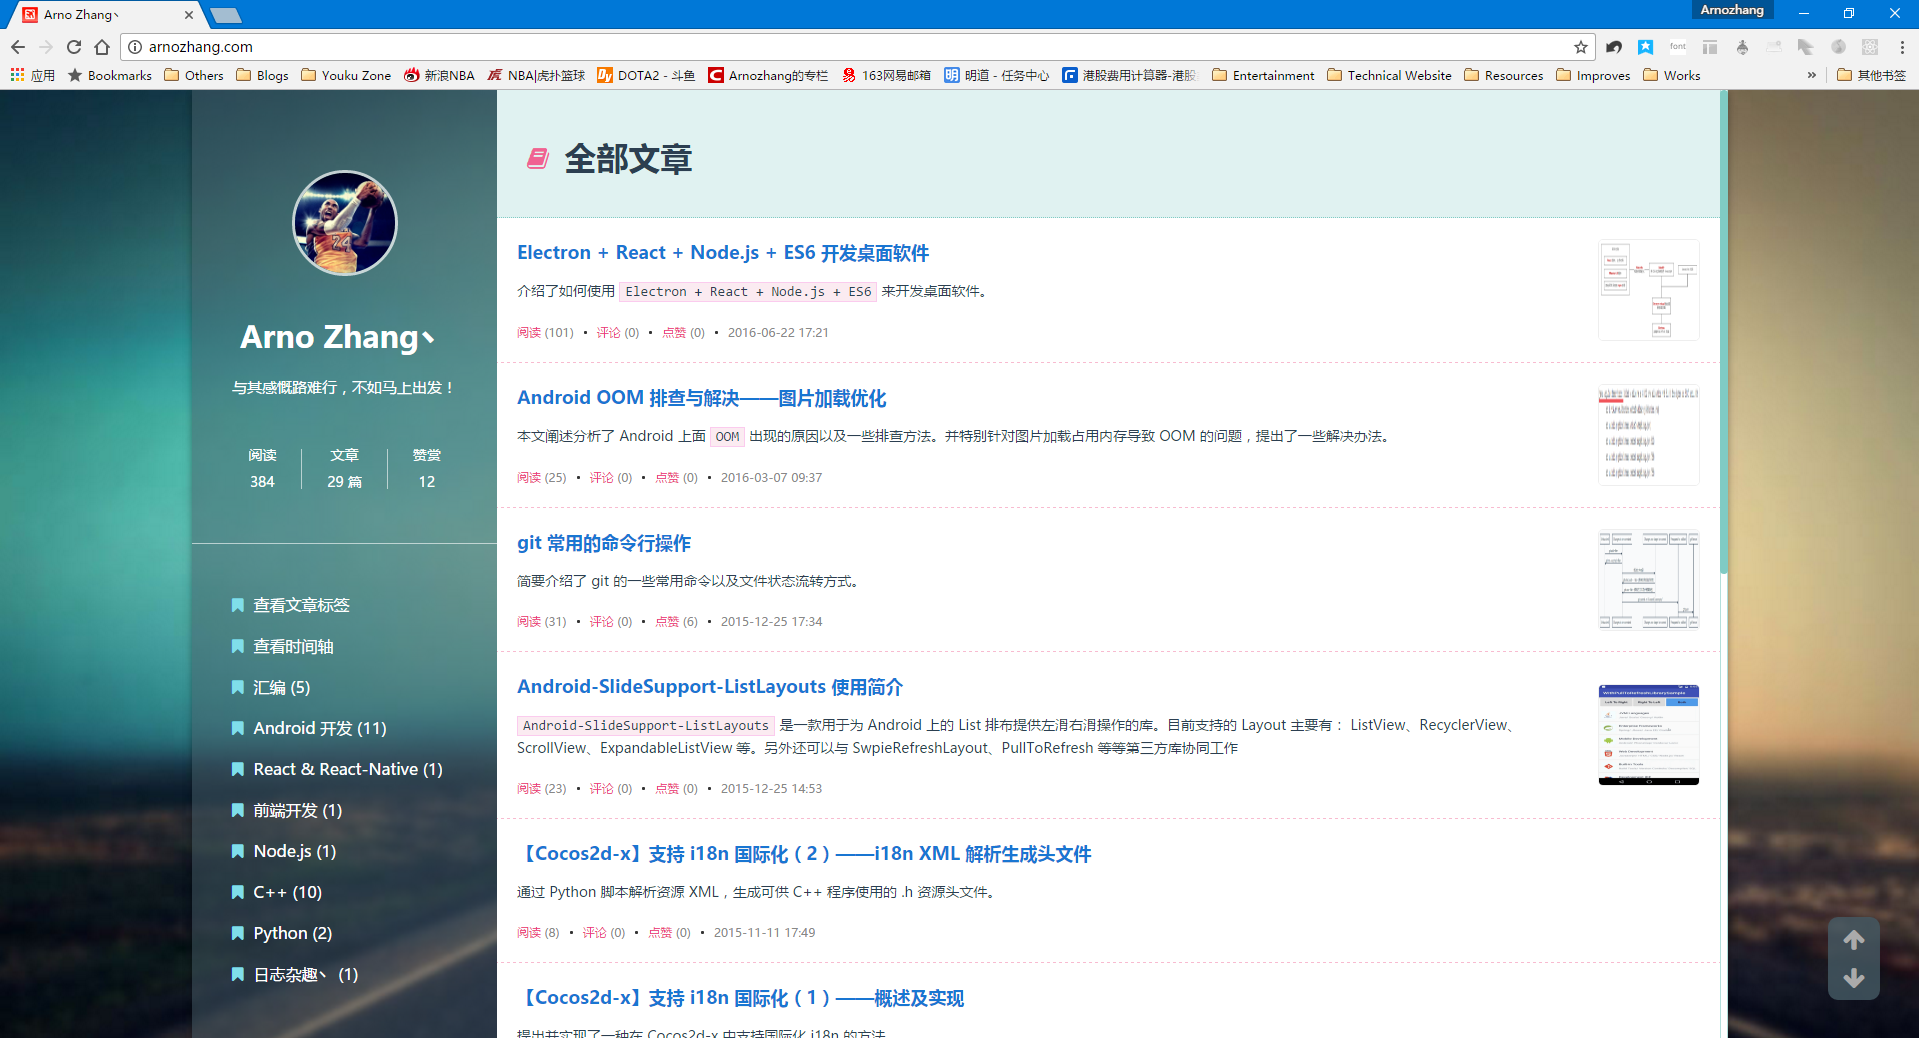 Arno Zhang丶
Arnozhang
arnozhang.com
font
应用
Bookmarks
Others
Blogs
Youku Zone
新浪NBA
NBA|虎扑篮球
DOTA2 - 斗鱼
Arnozhang的专栏
163网易邮箱
明道 - 任务中心
港股费用计算器-港股
Entertainment
Technical Website
Resources
Improves
Works
»
其他书签
Arno Zhang丶
与其感慨路难行，不如马上出发！
阅读 文章 赞赏
384 29 篇 12
查看文章标签
查看时间轴
汇编 (5)
Android 开发 (11)
React & React-Native (1)
前端开发 (1)
Node.js (1)
C++ (10)
Python (2)
日志杂趣丶 (1)
全部文章
Electron + React + Node.js + ES6 开发桌面软件
介绍了如何使用 Electron + React + Node.js + ES6 来开发桌面软件。
阅读 (101) • 评论 (0) • 点赞 (0) • 2016-06-22 17:21
Android OOM 排查与解决——图片加载优化
本文阐述分析了 Android 上面 OOM 出现的原因以及一些排查方法。并特别针对图片加载占用内存导致 OOM 的问题，提出了一些解决办法。
阅读 (25) • 评论 (0) • 点赞 (0) • 2016-03-07 09:37
git 常用的命令行操作
简要介绍了 git 的一些常用命令以及文件状态流转方式。
阅读 (31) • 评论 (0) • 点赞 (6) • 2015-12-25 17:34
Android-SlideSupport-ListLayouts 使用简介
Android-SlideSupport-ListLayouts 是一款用于为 Android 上的 List 排布提供左滑右滑操作的库。目前支持的 Layout 主要有： ListView、RecyclerView、
ScrollView、ExpandableListView 等。另外还可以与 SwpieRefreshLayout、PullToRefresh 等等第三方库协同工作
阅读 (23) • 评论 (0) • 点赞 (0) • 2015-12-25 14:53
【Cocos2d-x】支持 i18n 国际化（2）——i18n XML 解析生成头文件
通过 Python 脚本解析资源 XML，生成可供 C++ 程序使用的 .h 资源头文件。
阅读 (8) • 评论 (0) • 点赞 (0) • 2015-11-11 17:49
【Cocos2d-x】支持 i18n 国际化（1）——概述及实现
提出并实现了一种在 Cocos2d-x 中支持国际化 i18n 的方法